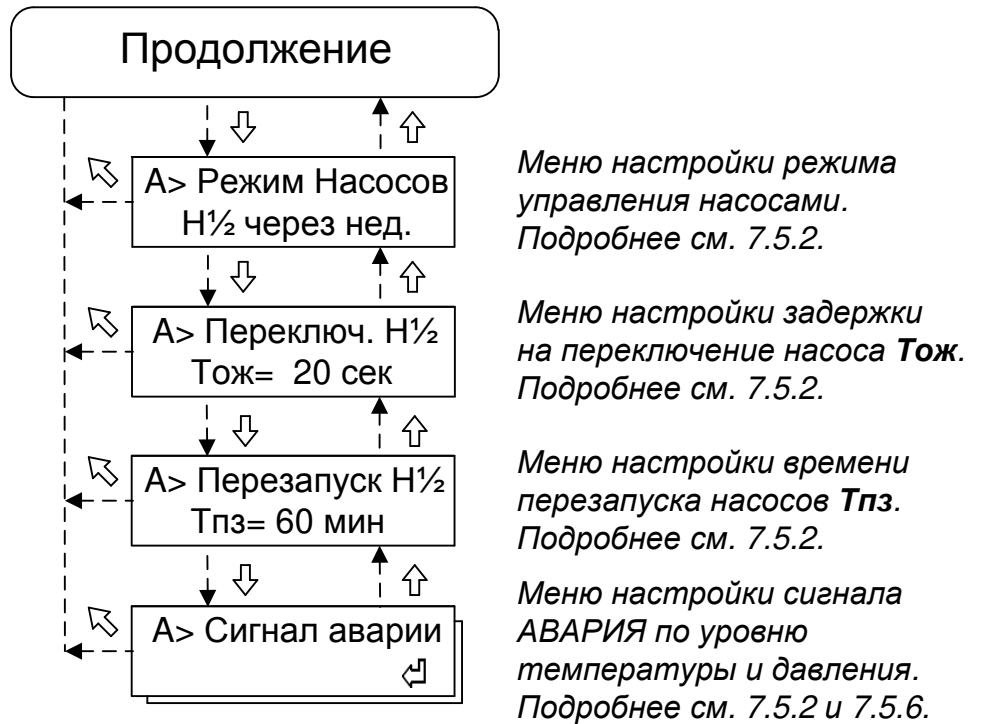 Продолжение
А> Режим Насосов
Н½ через нед.
Меню настройки режима
управления насосами.
Подробнее см. 7.5.2.
А> Переключ. Н½
Тож=  20 сек
Меню настройки задержки
на переключение насоса Тож.
Подробнее см. 7.5.2.
А> Перезапуск Н½
Тпз= 60 мин
Меню настройки времени
перезапуска насосов Тпз.
Подробнее см. 7.5.2.
А> Сигнал аварии
Меню настройки сигнала
АВАРИЯ по уровню
температуры и давления.
Подробнее см. 7.5.2 и 7.5.6.